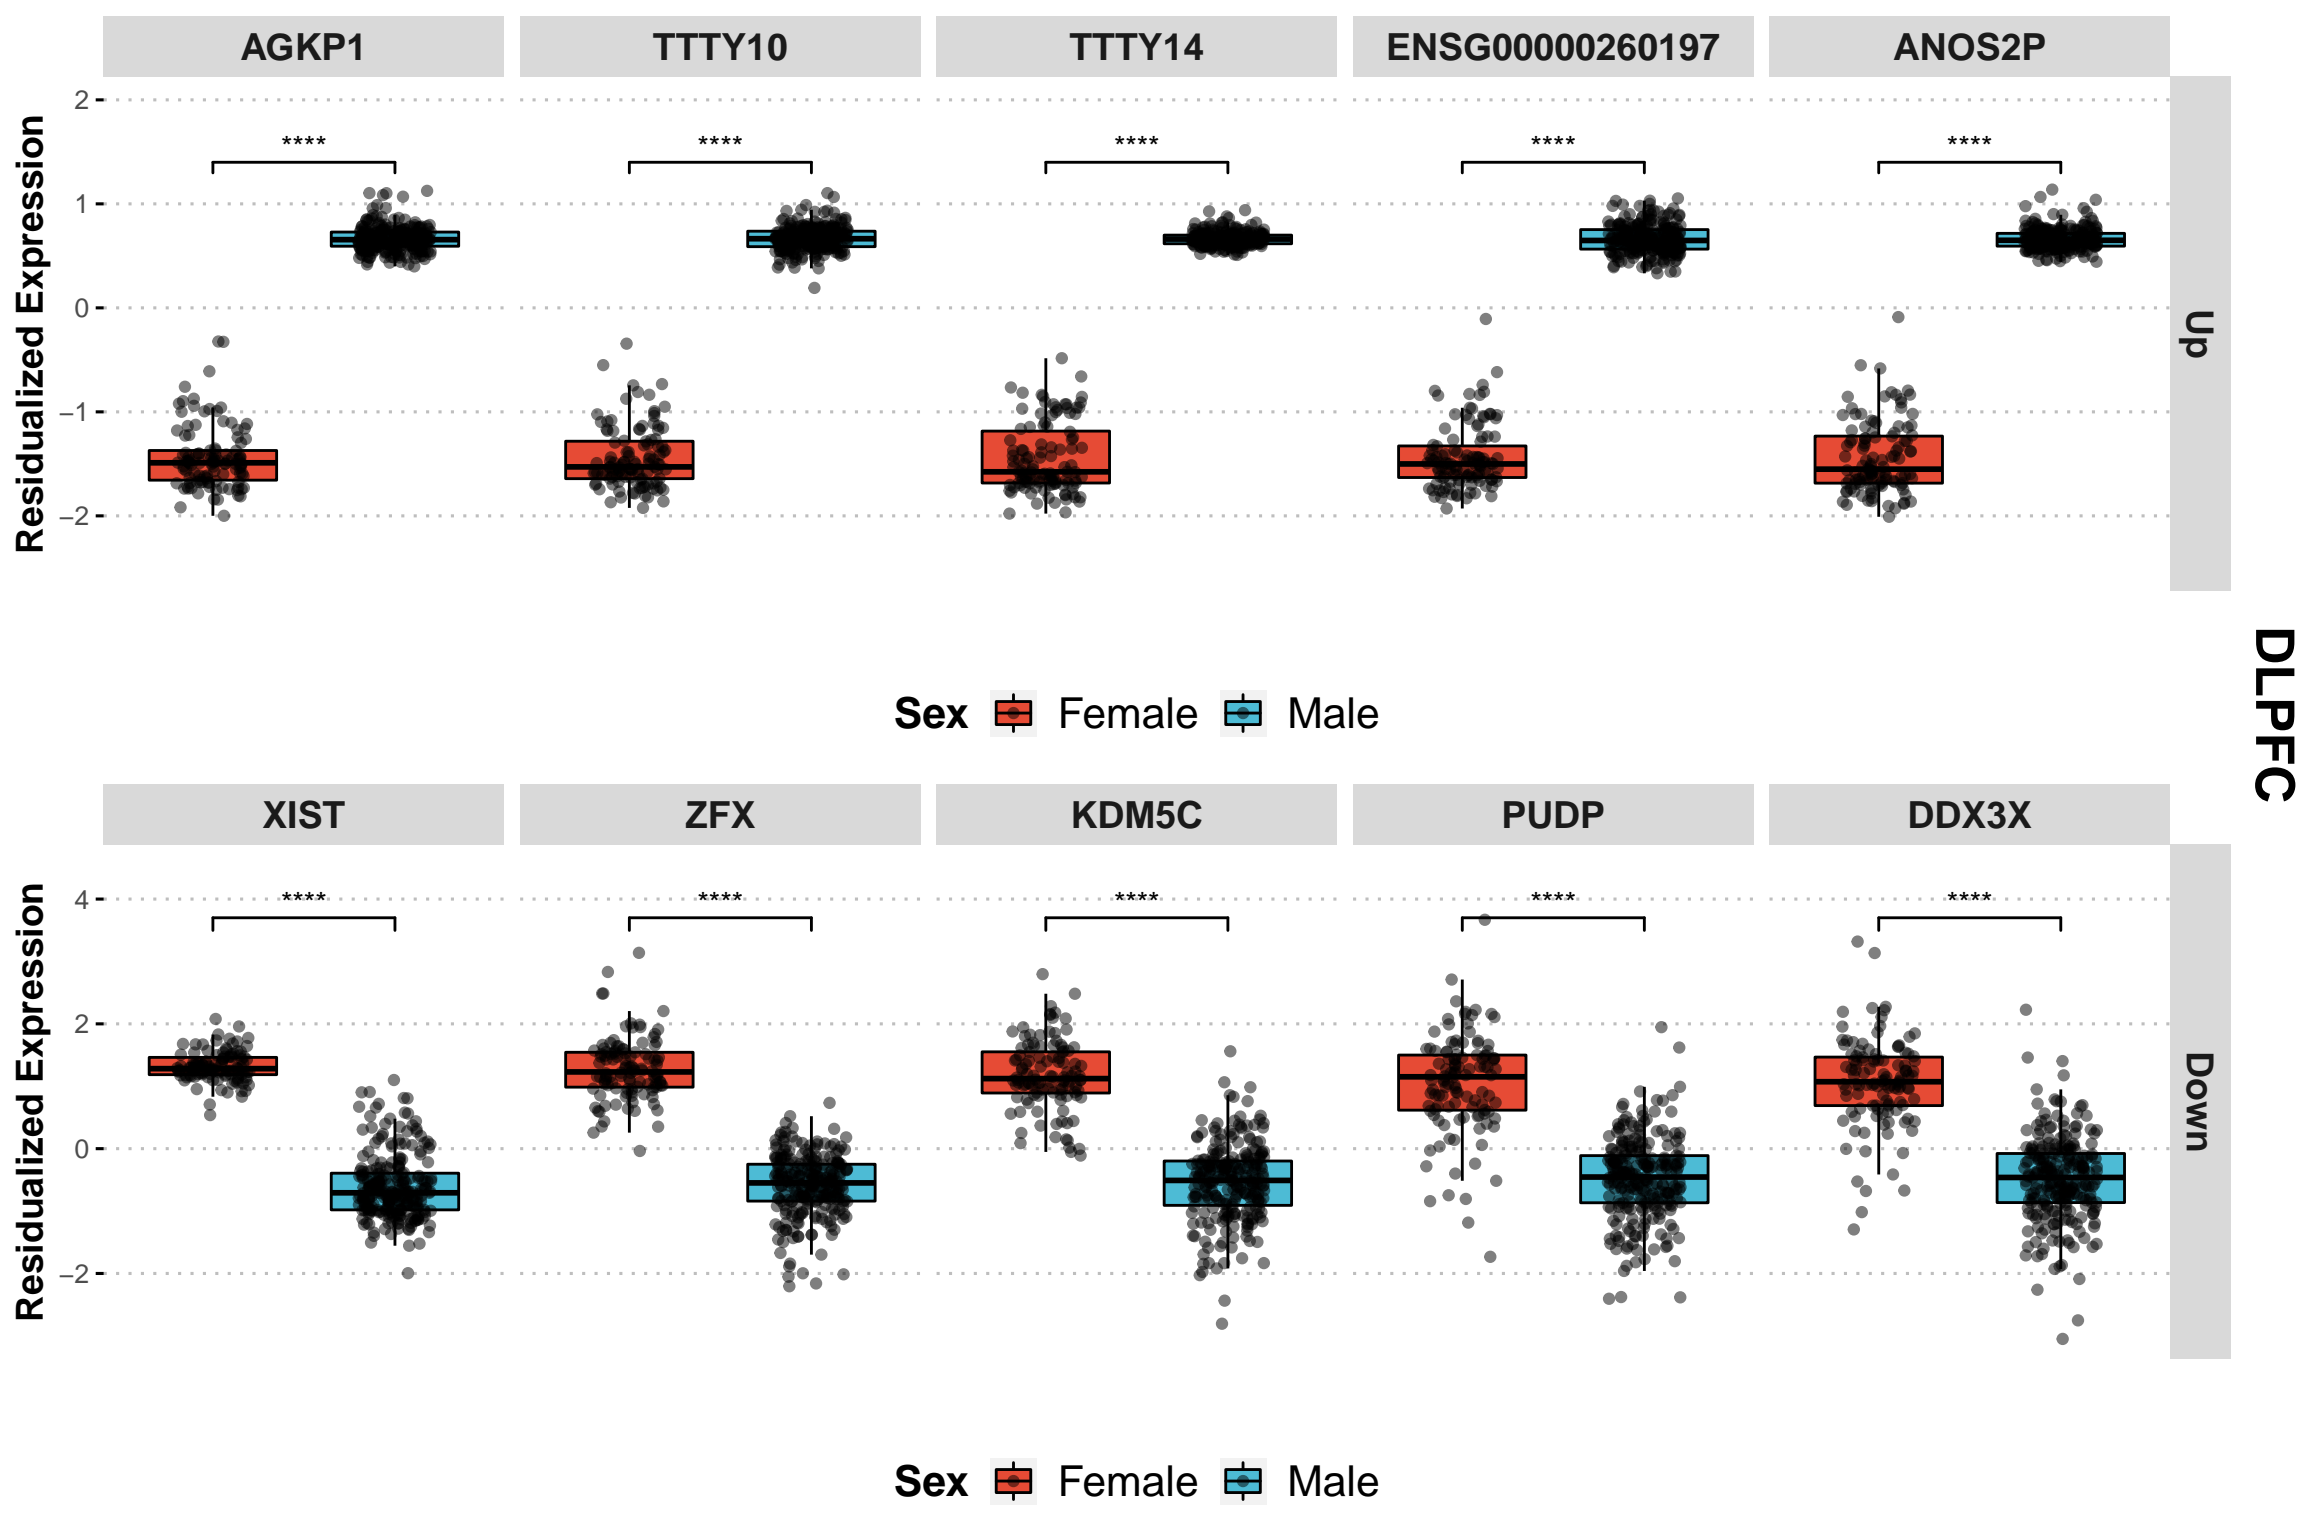 AGKP1 TTTY10 TTTY14 ENSG00000260197 ANOS2P
Residualized Expression
2
1
0
−1
−2
**** **** **** **** ****
Up
Sex Female Male
DLPFC
XIST ZFX KDM5C PUDP DDX3X
Residualized Expression
4
2
0
−2
**** **** **** **** ****
Down
Sex Female Male